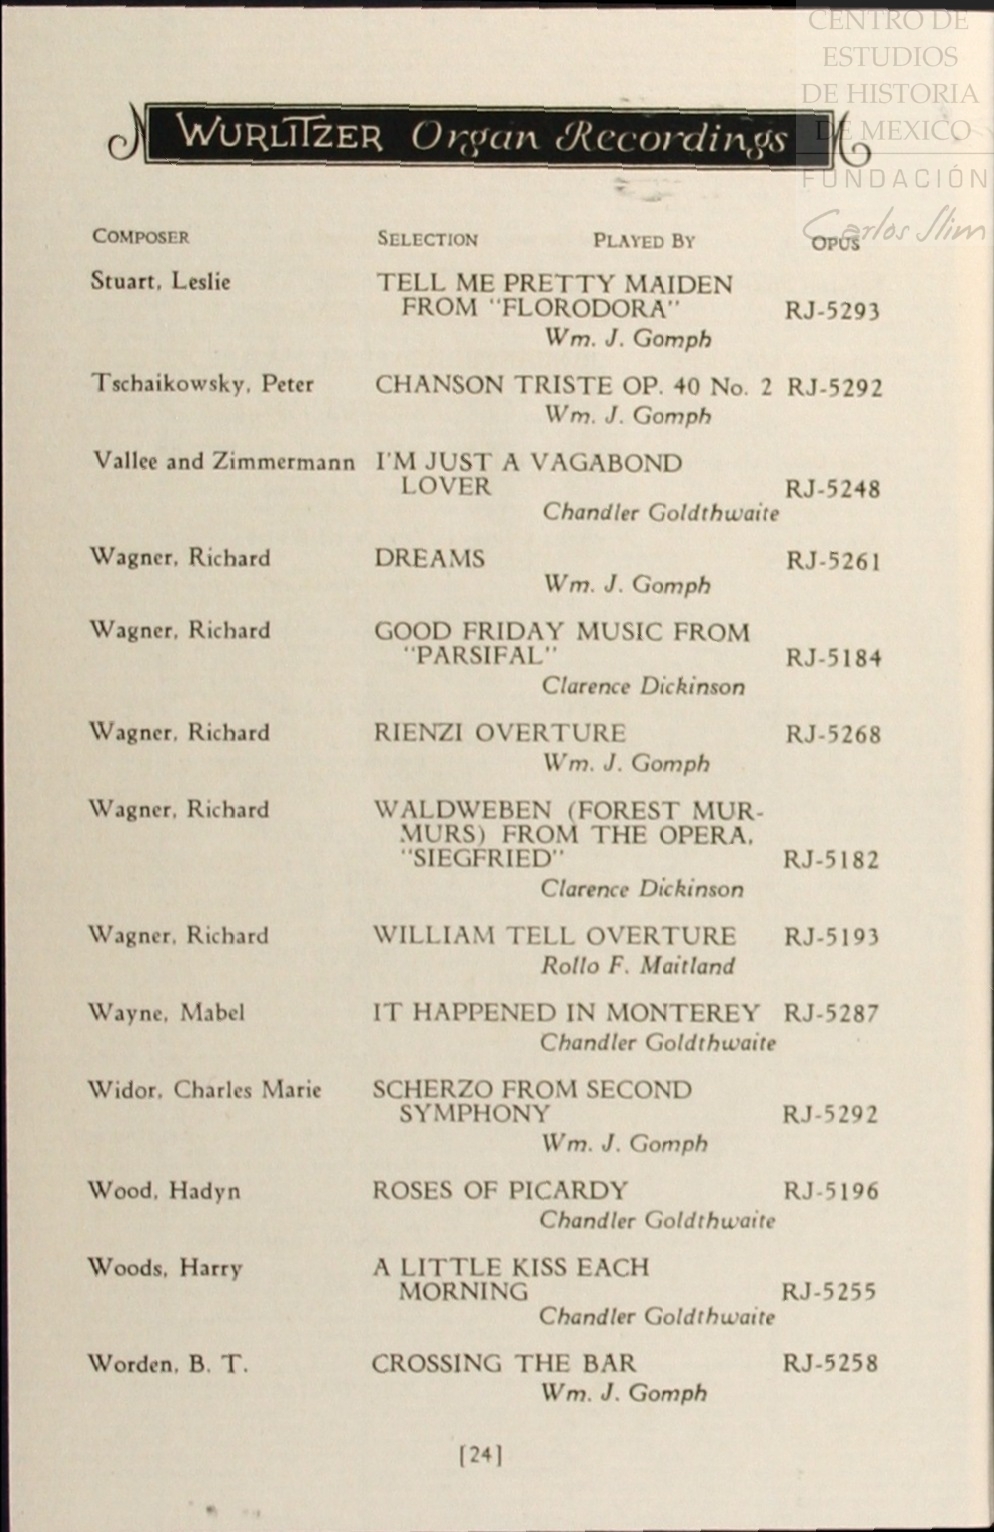 CENTRO DE
ESTUDIOS
DE HISTORIA
DE MEXICO
FUNDACIÓN
Carlos Slim
WURLITZER Organ Recordings
COMPOSER SELECTION PLAYED BY OPUS
Stuart, Leslie TELL ME PRETTY MAIDEN
FROM "FLORODORA" RJ-5293
Wm. J. Gomph
Tschaikowsky, Peter CHANSON TRISTE OP. 40 No. 2 RJ-5292
Wm. J. Gomph
Vallee and Zimmermann I'M JUST A VAGABOND
LOVER RJ-5248
Chandler Goldthwaite
Wagner, Richard DREAMS RJ-5261
Wm. J. Gomph
Wagner, Richard GOOD FRIDAY MUSIC FROM
"PARSIFAL" RJ-5184
Clarence Dickinson
Wagner, Richard RIENZI OVERTURE RJ-5268
Wm. J. Gomph
Wagner, Richard WALDWEBEN (FOREST MUR-
MURS) FROM THE OPERA,
"SIEGFRIED" RJ-5182
Clarence Dickinson
Wagner, Richard WILLIAM TELL OVERTURE RJ-5193
Rollo F. Maitland
Wayne, Mabel IT HAPPENED IN MONTEREY RJ-5287
Chandler Goldthwaite
Widor, Charles Marie SCHERZO FROM SECOND
SYMPHONY RJ-5292
Wm. J. Gomph
Wood, Hadyn ROSES OF PICARDY RJ-5196
Chandler Goldthwaite
Woods, Harry A LITTLE KISS EACH
MORNING RJ-5255
Chandler Goldthwaite
Worden, B. T. CROSSING THE BAR RJ-5258
Wm. J. Gomph
[24]